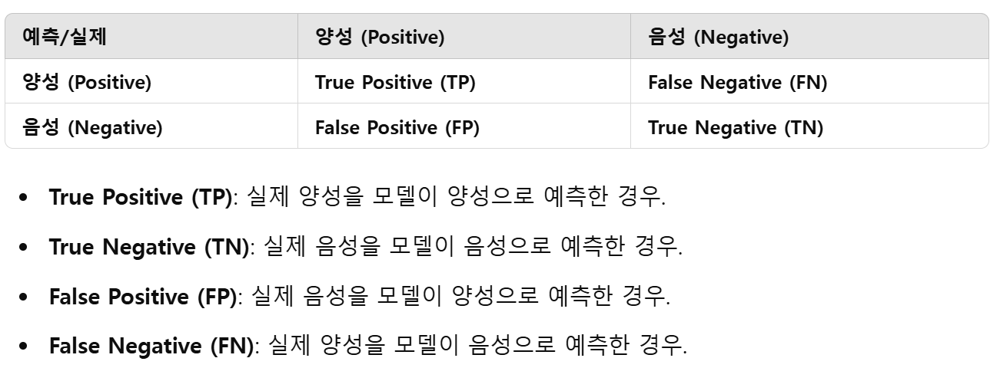 예측/실제 양성 (Positive) 음성 (Negative)
양성 (Positive) True Positive (TP) False Negative (FN)
음성 (Negative) False Positive (FP) True Negative (TN)
• True Positive (TP): 실제 양성을 모델이 양성으로 예측한 경우.
• True Negative (TN): 실제 음성을 모델이 음성으로 예측한 경우.
• False Positive (FP): 실제 음성을 모델이 양성으로 예측한 경우.
• False Negative (FN): 실제 양성을 모델이 음성으로 예측한 경우.